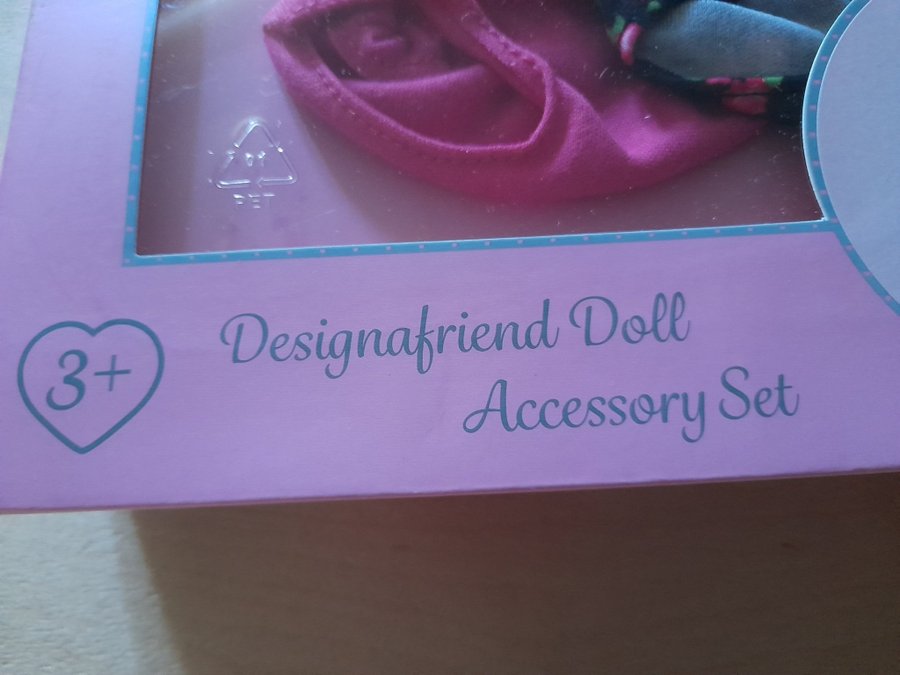 PET
3+
Designafriend Doll
Accessory Set